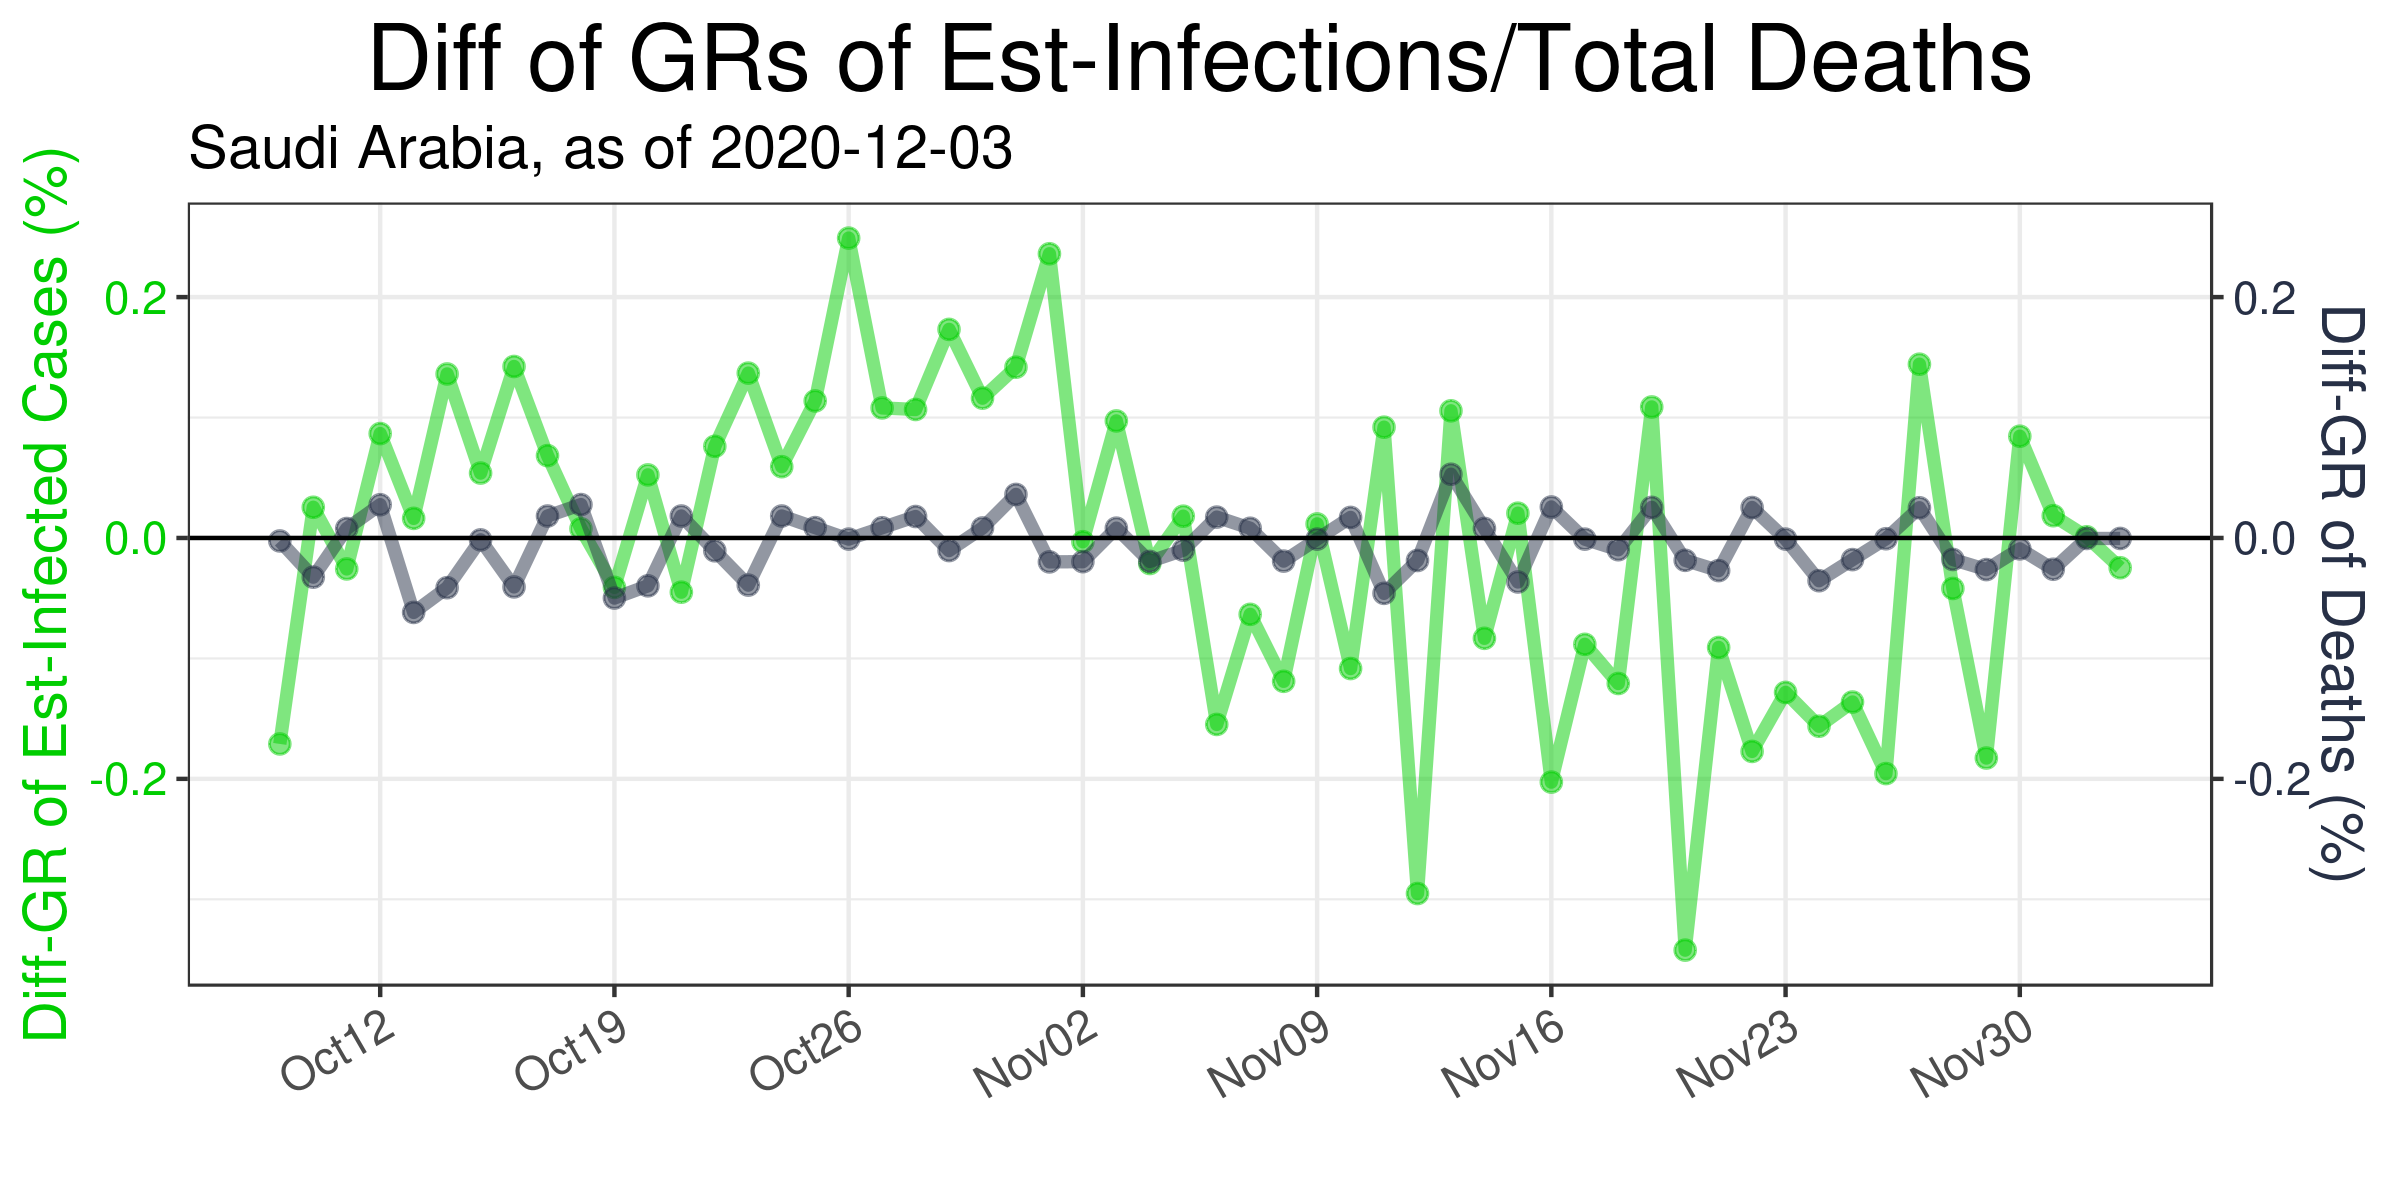 Diff of GRs of Est-Infections/Total Deaths
Saudi Arabia, as of 2020-12-03
Diff-GR of Est-Infected Cases (%)
0.2
0.0
-0.2
0.2
0.0
-0.2
Diff-GR of Deaths (%)
Oct12
Oct19
Oct26
Nov02
Nov09
Nov16
Nov23
Nov30